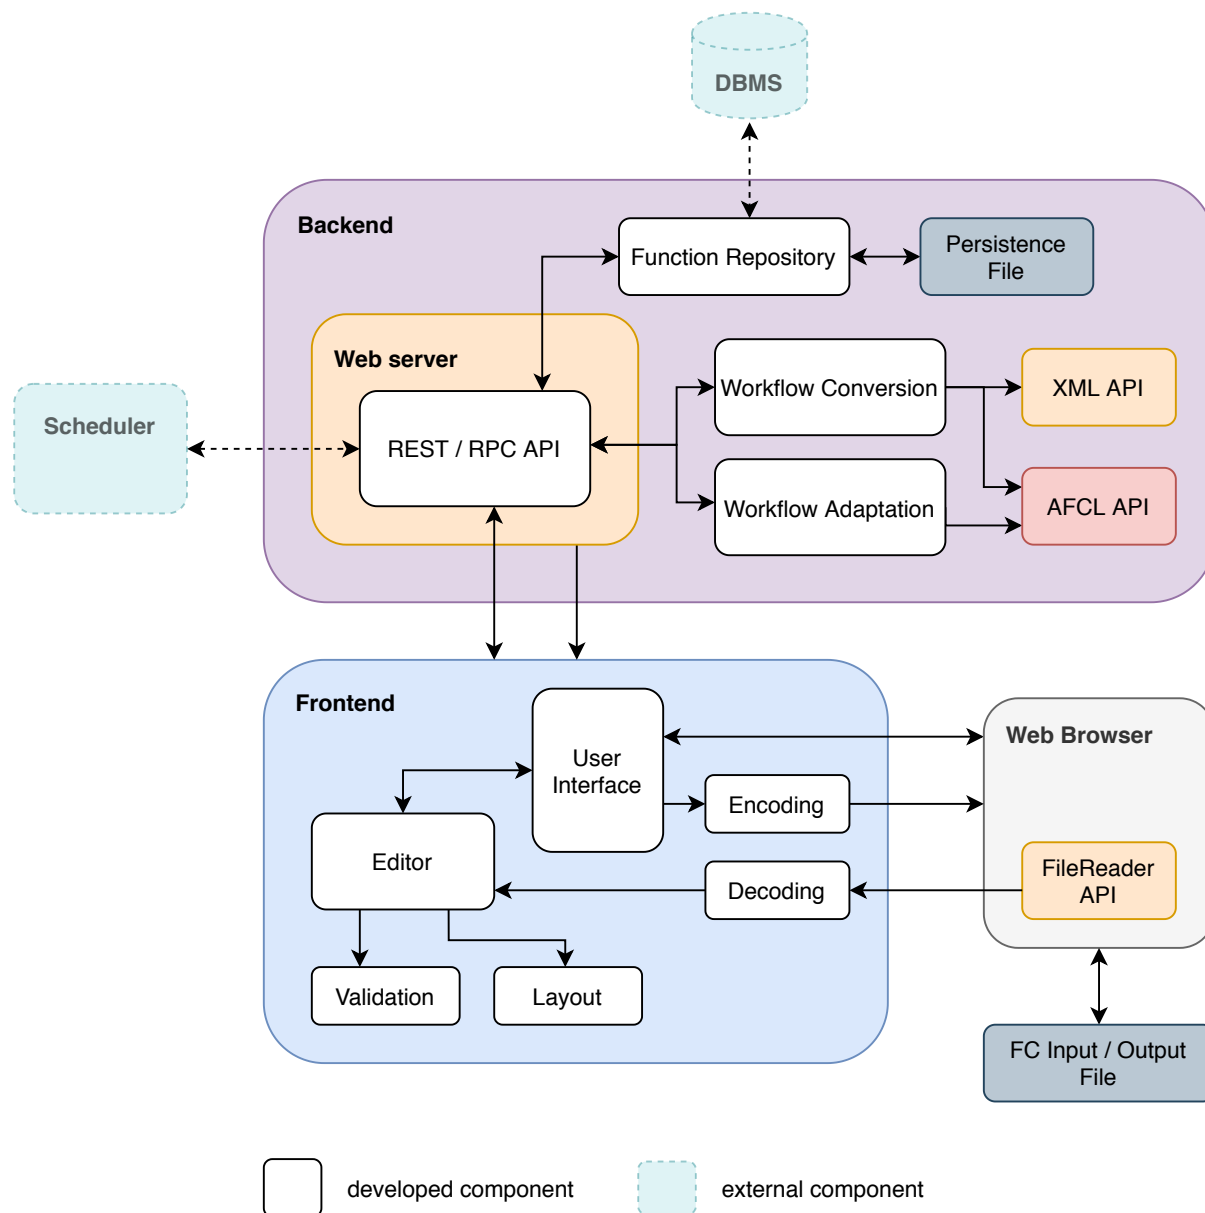 DBMS
Backend
Function Repository
Persistence
File
Web server
Workflow Conversion
XML API
Scheduler
REST / RPC API
Workflow Adaptation
AFCL API
Frontend
User
Interface
Web Browser
Encoding
Editor
Decoding
FileReader
API
Validation
Layout
FC Input / Output
File
developed component
external component